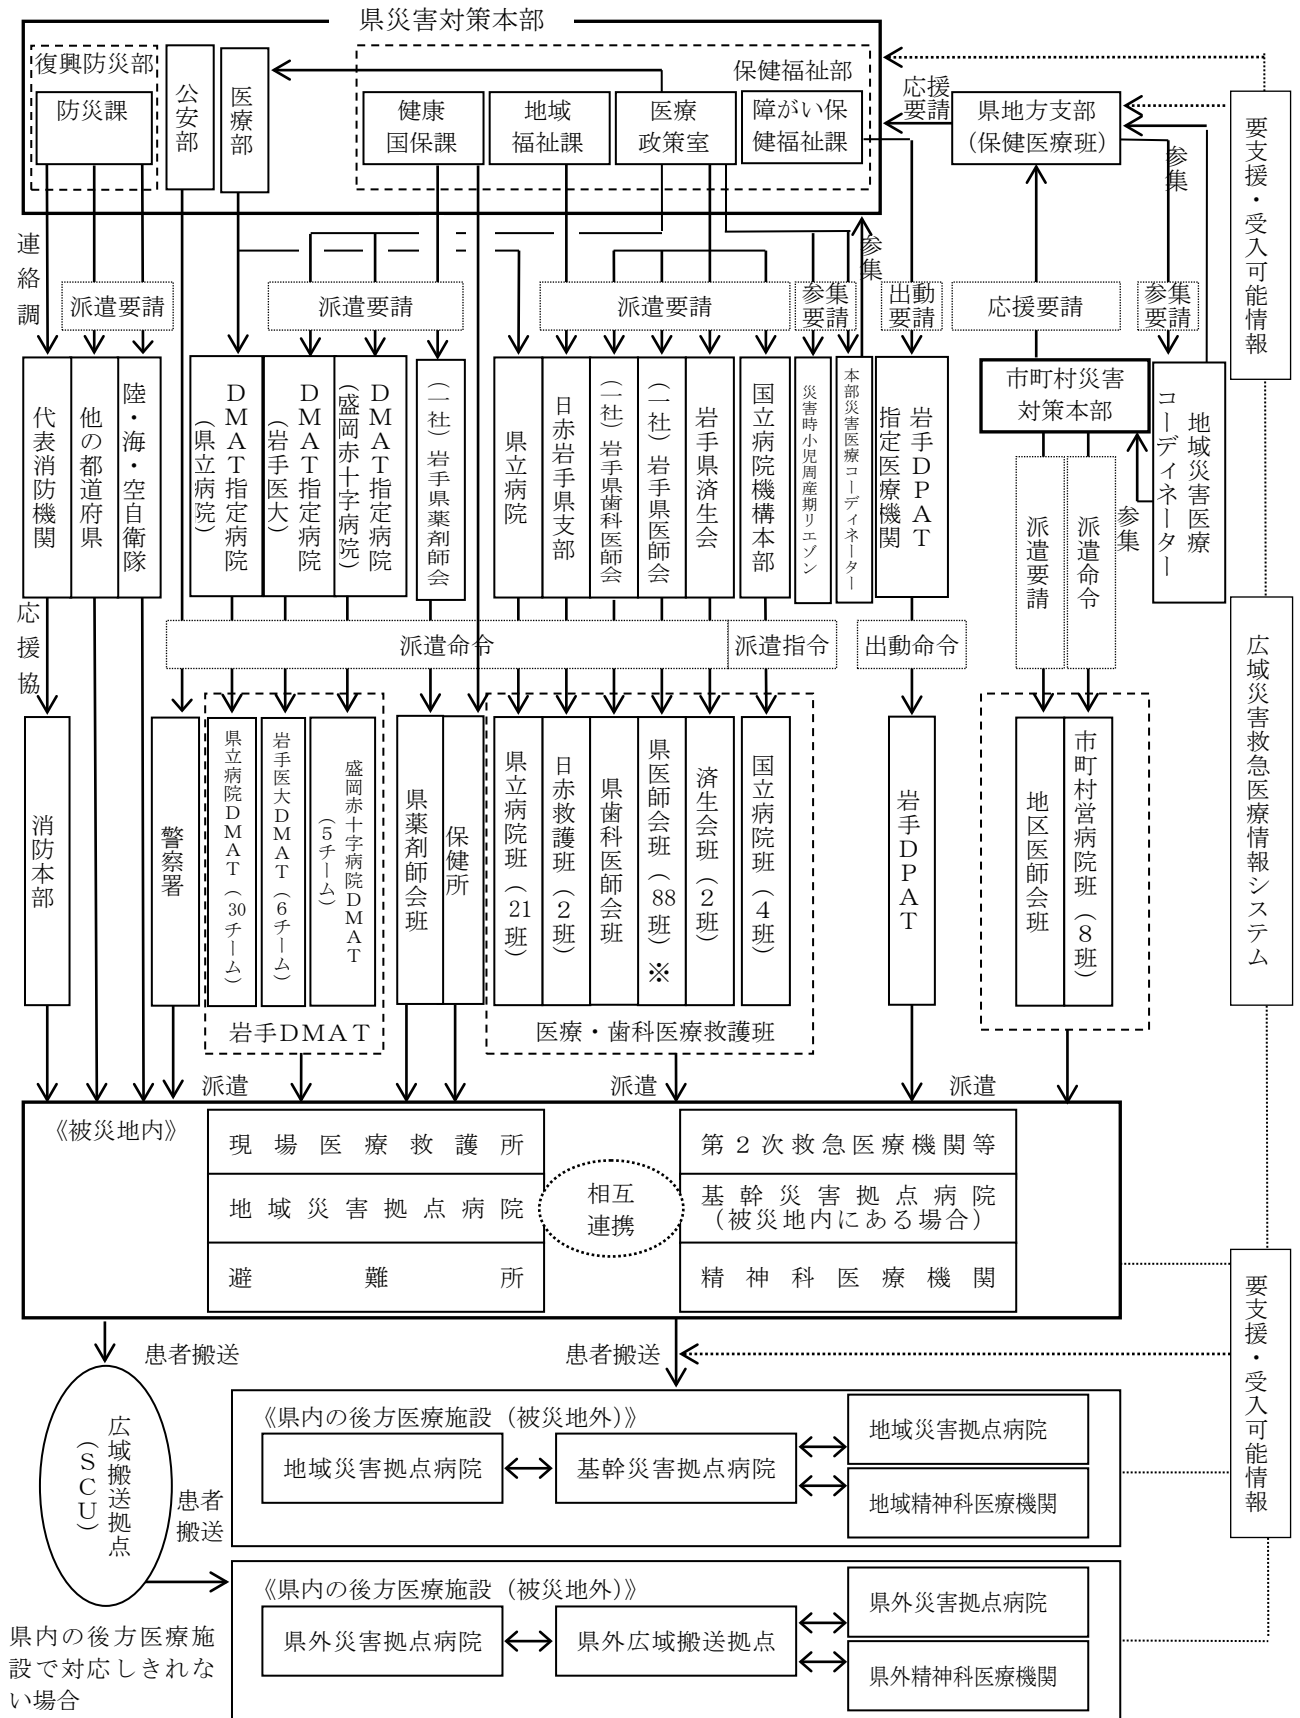 県災害対策本部
復興防災部
防災課
公安部
医療部
保健福祉部
健康
国保課
地域
福祉課
医療
政策室
障がい保
健福祉課
応援
要請
県地方支部
（保健医療班）
参集
要支援・受入可能情報
連絡調
派遣要請
派遣要請
派遣要請
参集
参集
要請
出動
要請
応援要請
参集
要請
代表消防機関
他の都道府県
陸・海・空自衛隊
ＤＭＡＴ指定病院
（県立病院）
ＤＭＡＴ指定病院
（岩手医大）
ＤＭＡＴ指定病院
（盛岡赤十字病院）
（一社）岩手県薬剤師会
県立病院
日赤岩手県支部
（一社）岩手県歯科医師会
（一社）岩手県医師会
岩手県済生会
国立病院機構本部
災害時小児周産期リエゾン
本部災害医療コーディネーター
岩手ＤＰＡＴ
指定医療機関
市町村災害
対策本部
地域災害医療
コーディネーター
参集
派遣要請
派遣命令
応援協
派遣命令
派遣指令
出動命令
広域災害救急医療情報システム
消防本部
警察署
県立病院ＤＭＡＴ（30チーム）
岩手医大ＤＭＡＴ（６チーム）
盛岡赤十字病院ＤＭＡＴ
（５チーム）
岩手ＤＭＡＴ
県薬剤師会班
保健所
県立病院班（21班）
日赤救護班（２班）
県歯科医師会班
県医師会班（88班）※
済生会班（２班）
国立病院班（４班）
医療・歯科医療救護班
岩手ＤＰＡＴ
地区医師会班
市町村営病院班（８班）
派遣
派遣
派遣
《被災地内》
現場医療救護所
地域災害拠点病院
避難所
相互
連携
第２次救急医療機関等
基幹災害拠点病院
（被災地内にある場合）
精神科医療機関
要支援・受入可能情報
患者搬送
患者搬送
広域搬送拠点
（ＳＣＵ）
《県内の後方医療施設（被災地外）》
地域災害拠点病院
基幹災害拠点病院
地域災害拠点病院
地域精神科医療機関
患者
搬送
《県内の後方医療施設（被災地外）》
県外災害拠点病院
県外広域搬送拠点
県外災害拠点病院
県外精神科医療機関
県内の後方医療施
設で対応しきれな
い場合